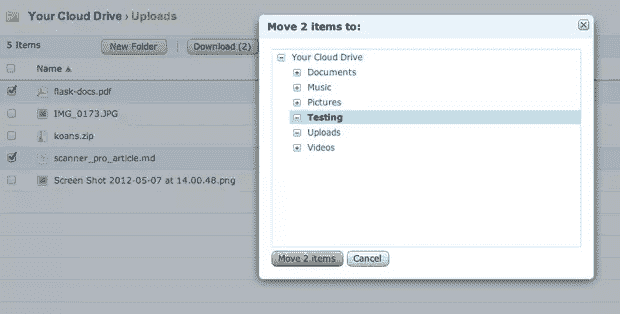 Your Cloud Drive › Uploads
5 Items
New Folder
Download (2)
Name
flask-docs.pdf
IMG_0173.JPG
koans.zip
scanner_pro_article.md
Screen Shot 2012-05-07 at 14.00.48.png
Move 2 items to:
Your Cloud Drive
Documents
Music
Pictures
Testing
Uploads
Videos
Move 2 items
Cancel